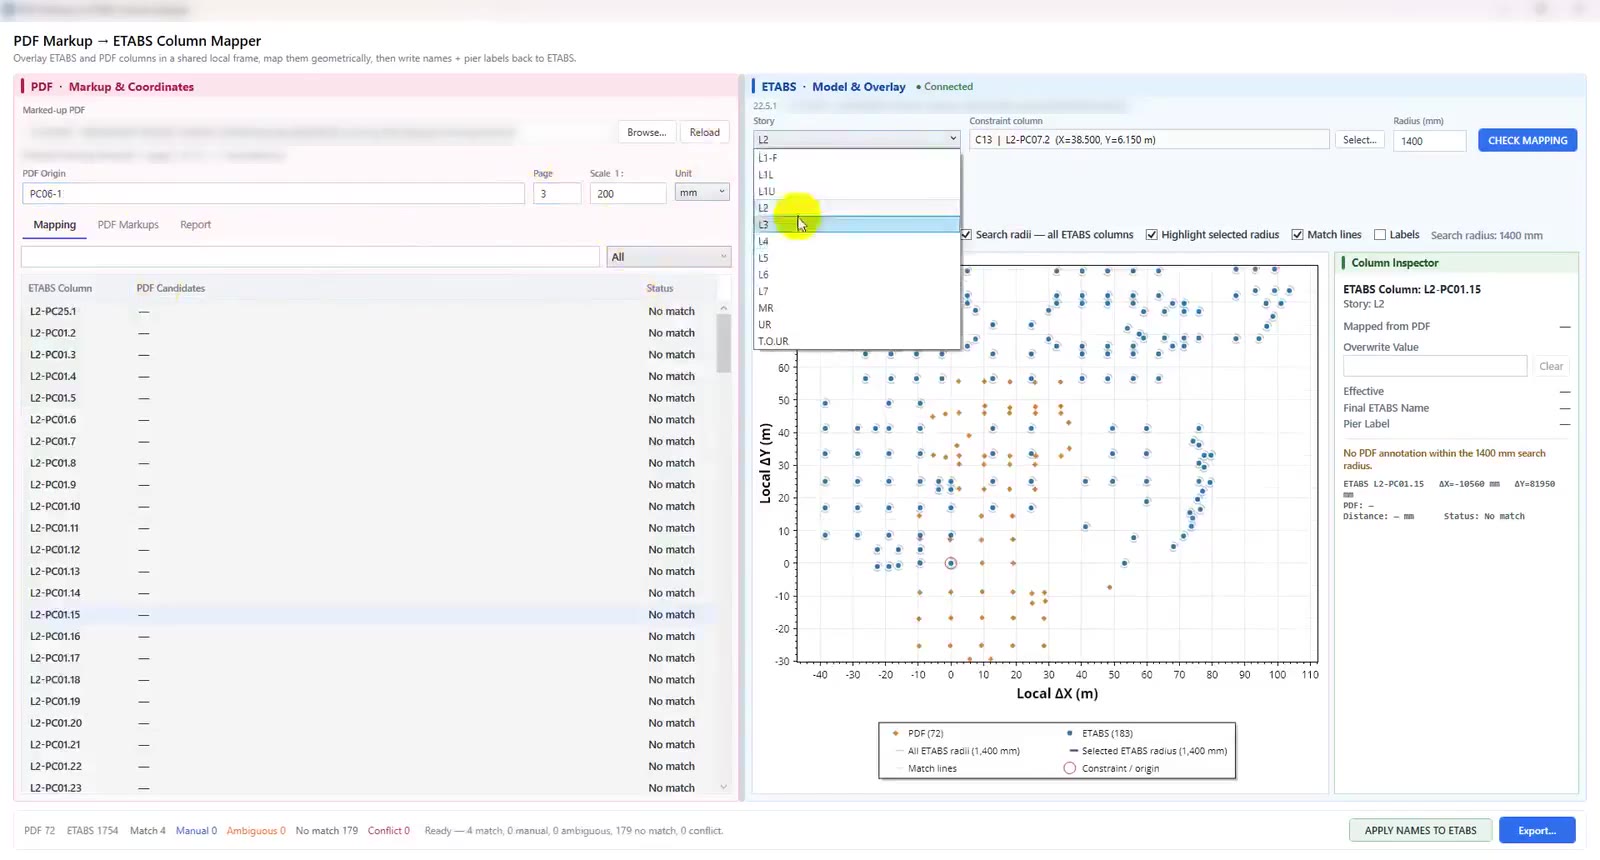 PDF Markup → ETABS Column Mapper
Overlay ETABS and PDF columns in a shared local frame, map them geometrically, then write names + pier labels back to ETABS.
PDF · Markup & Coordinates
Marked-up PDF
Browse...
Reload
PDF Origin
Page
Scale 1:
Unit
PC06-1
3
200
mm
Mapping
PDF Markups
Report
All
ETABS Column
PDF Candidates
Status
L2-PC25.1 — No match
L2-PC01.2 — No match
L2-PC01.3 — No match
L2-PC01.4 — No match
L2-PC01.5 — No match
L2-PC01.6 — No match
L2-PC01.7 — No match
L2-PC01.8 — No match
L2-PC01.9 — No match
L2-PC01.10 — No match
L2-PC01.11 — No match
L2-PC01.12 — No match
L2-PC01.13 — No match
L2-PC01.14 — No match
L2-PC01.15 — No match
L2-PC01.16 — No match
L2-PC01.17 — No match
L2-PC01.18 — No match
L2-PC01.19 — No match
L2-PC01.20 — No match
L2-PC01.21 — No match
L2-PC01.22 — No match
L2-PC01.23 — No match
ETABS · Model & Overlay
• Connected
22.5.1
Story
Constraint column
Radius (mm)
L2
C13 | L2-PC07.2 (X=38.500, Y=6.150 m)
Select...
1400
CHECK MAPPING
L1-F
L1L
L1U
L2
L3
L4
L5
L6
L7
MR
UR
T.O.UR
Search radii — all ETABS columns
Highlight selected radius
Match lines
Labels
Search radius: 1400 mm
60
50
40
30
20
10
0
-10
-20
-30
Local ΔY (m)
-40 -30 -20 -10 0 10 20 30 40 50 60 70 80 90 100 110
Local ΔX (m)
PDF (72)
ETABS (183)
All ETABS radii (1,400 mm)
Selected ETABS radius (1,400 mm)
Match lines
Constraint / origin
Column Inspector
ETABS Column: L2-PC01.15
Story: L2
Mapped from PDF —
Overwrite Value
Clear
Effective —
Final ETABS Name —
Pier Label —
No PDF annotation within the 1400 mm search
radius.
ETABS L2-PC01.15 ΔX=-10560 mm ΔY=81950
mm
PDF: —
Distance: — mm Status: No match
PDF 72 ETABS 1754 Match 4 Manual 0 Ambiguous 0 No match 179 Conflict 0 Ready — 4 match, 0 manual, 0 ambiguous, 179 no match, 0 conflict.
APPLY NAMES TO ETABS
Export...